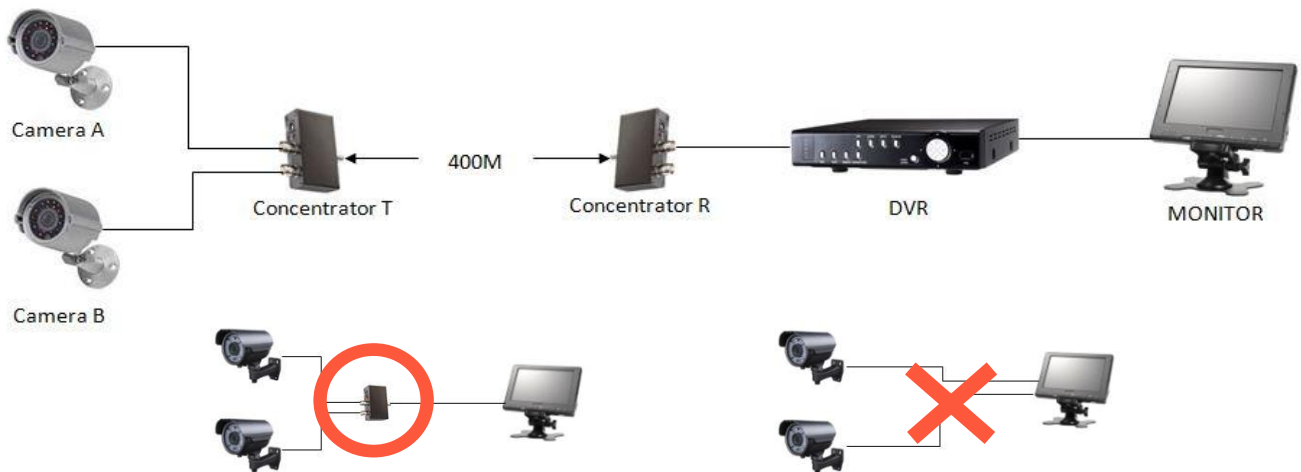 Camera A
400M
Concentrator T
Concentrator R
DVR
MONITOR
Camera B